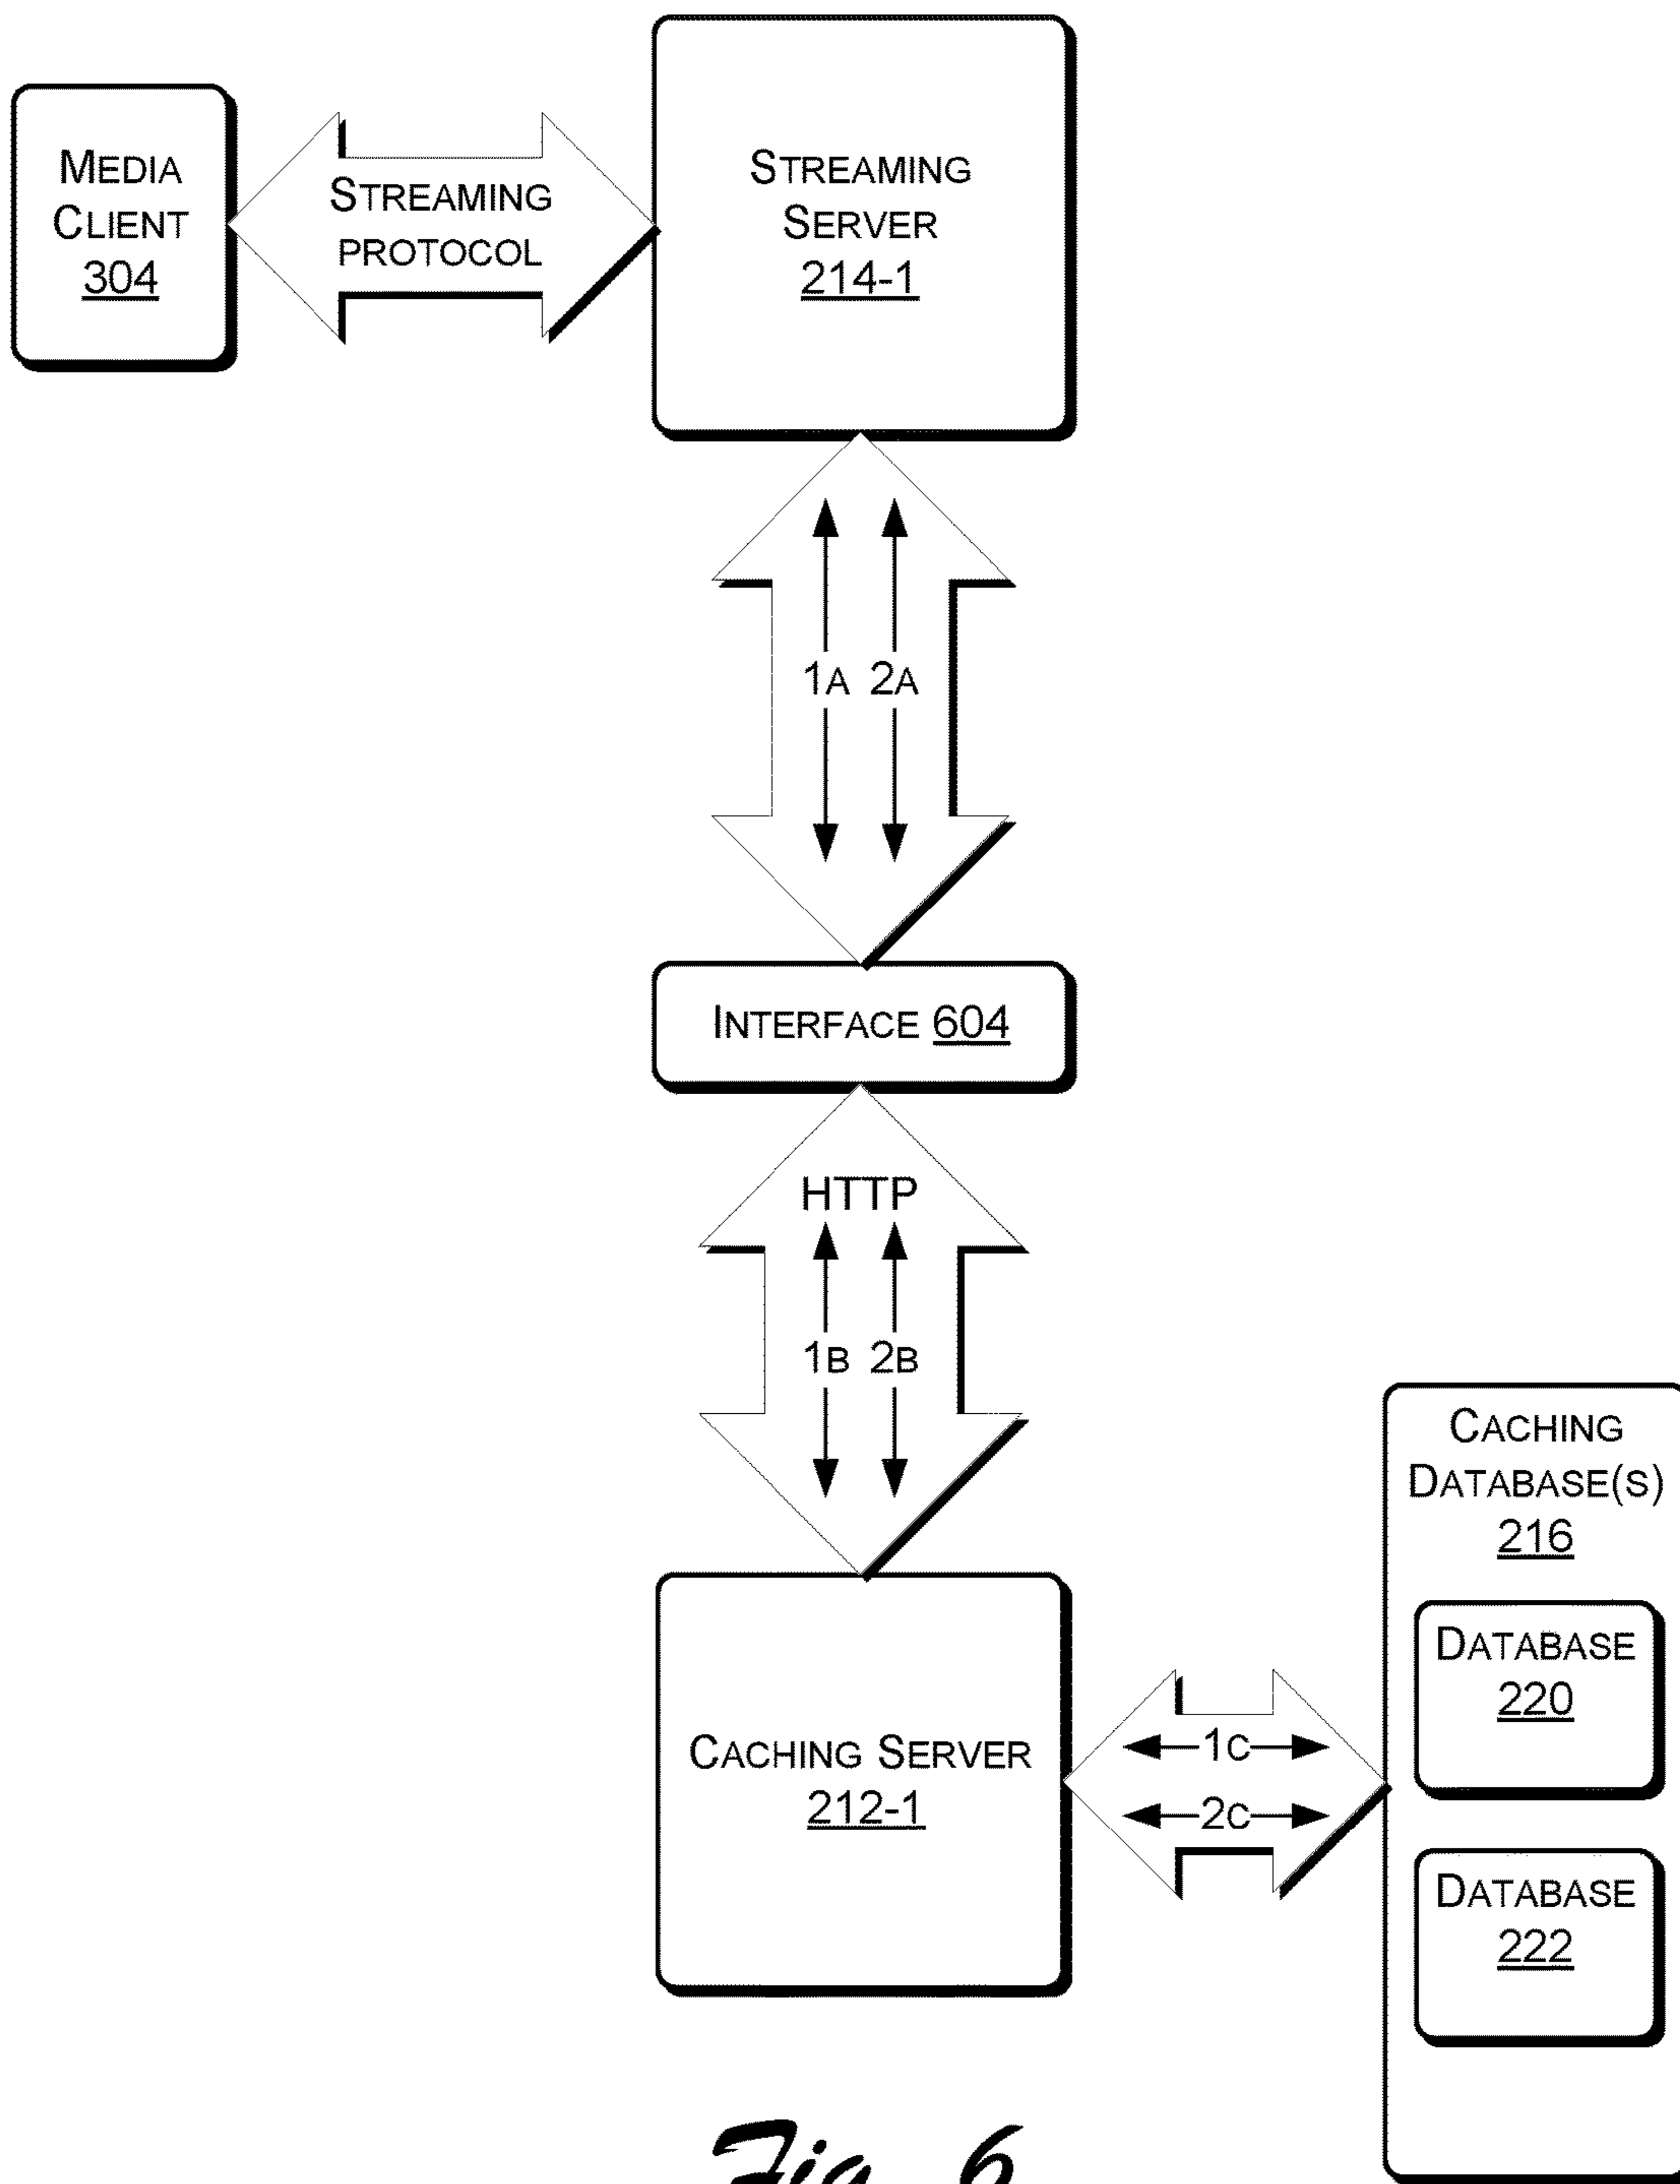 MEDIA
CLIENT
304
STREAMING
PROTOCOL
STREAMING
SERVER
214-1
1A 2A
INTERFACE 604
HTTP
1B 2B
CACHING SERVER
212-1
1C
2C
CACHING
DATABASE(S)
216
DATABASE
220
DATABASE
222
Fig. 6